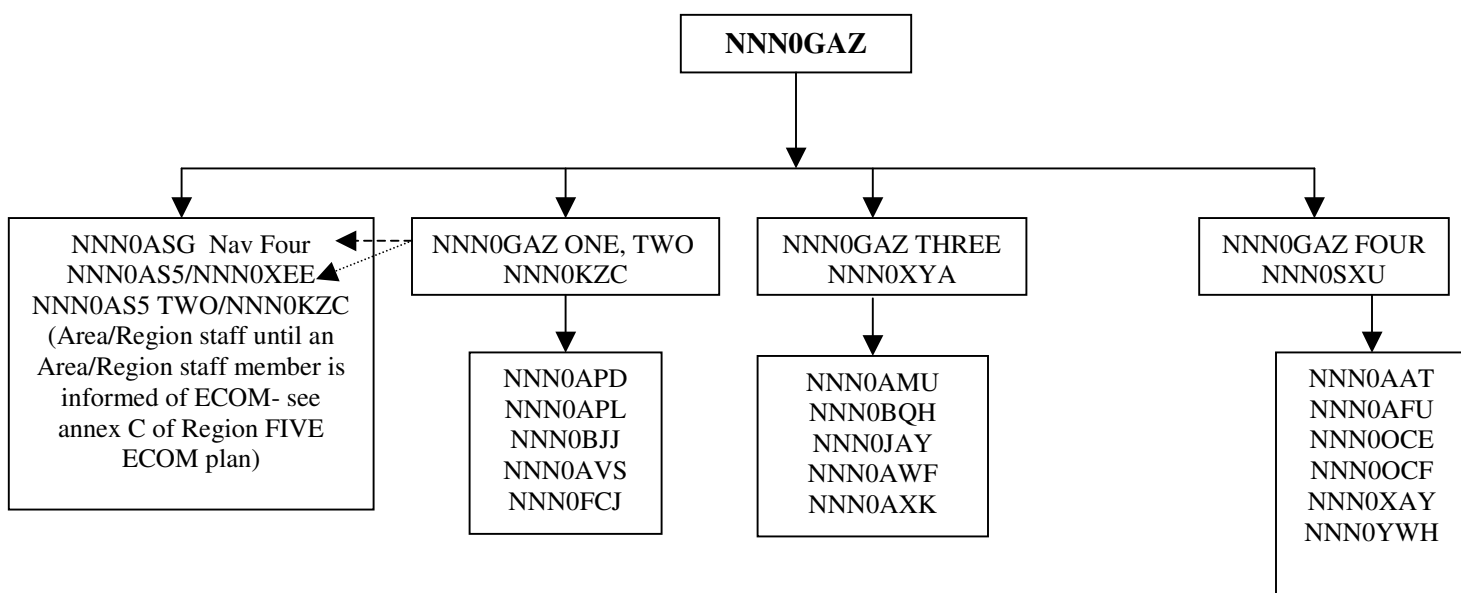 NNN0GAZ
NNN0ASG Nav Four
NNN0AS5/NNN0XEE
NNN0AS5 TWO/NNN0KZC
(Area/Region staff until an
Area/Region staff member is
informed of ECOM- see
annex C of Region FIVE
ECOM plan)
NNN0GAZ ONE, TWO
NNN0KZC
NNN0GAZ THREE
NNN0XYA
NNN0GAZ FOUR
NNN0SXU
NNN0APD
NNN0APL
NNN0BJJ
NNN0AVS
NNN0FCJ
NNN0AMU
NNN0BQH
NNN0JAY
NNN0AWF
NNN0AXK
NNN0AAT
NNN0AFU
NNN0OCE
NNN0OCF
NNN0XAY
NNN0YWH